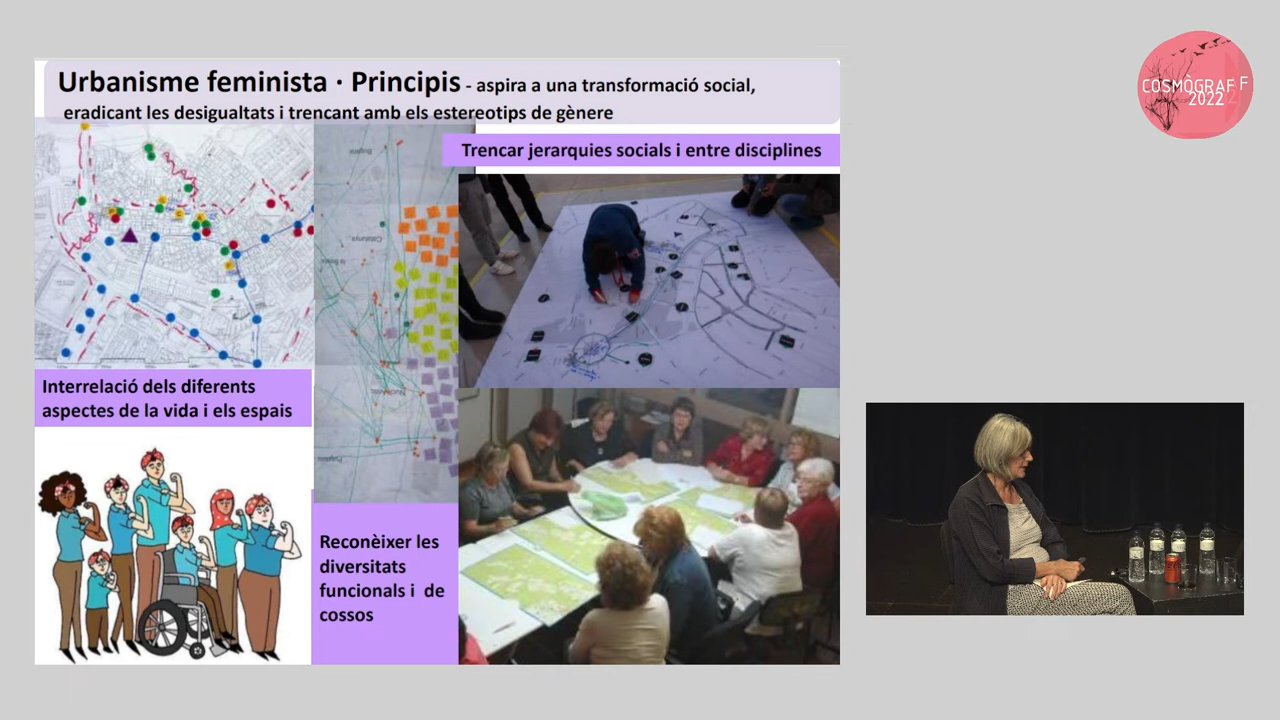 Urbanisme feminista · Principis - aspira a una transformació social,
eradicant les desigualtats i trencant amb els estereotips de gènere
Trencar jerarquies socials i entre disciplines
Interrelació dels diferents
aspectes de la vida i els espais
Reconèixer les
diversitats
funcionals i de
cossos
COSMÒGRAF F
2022